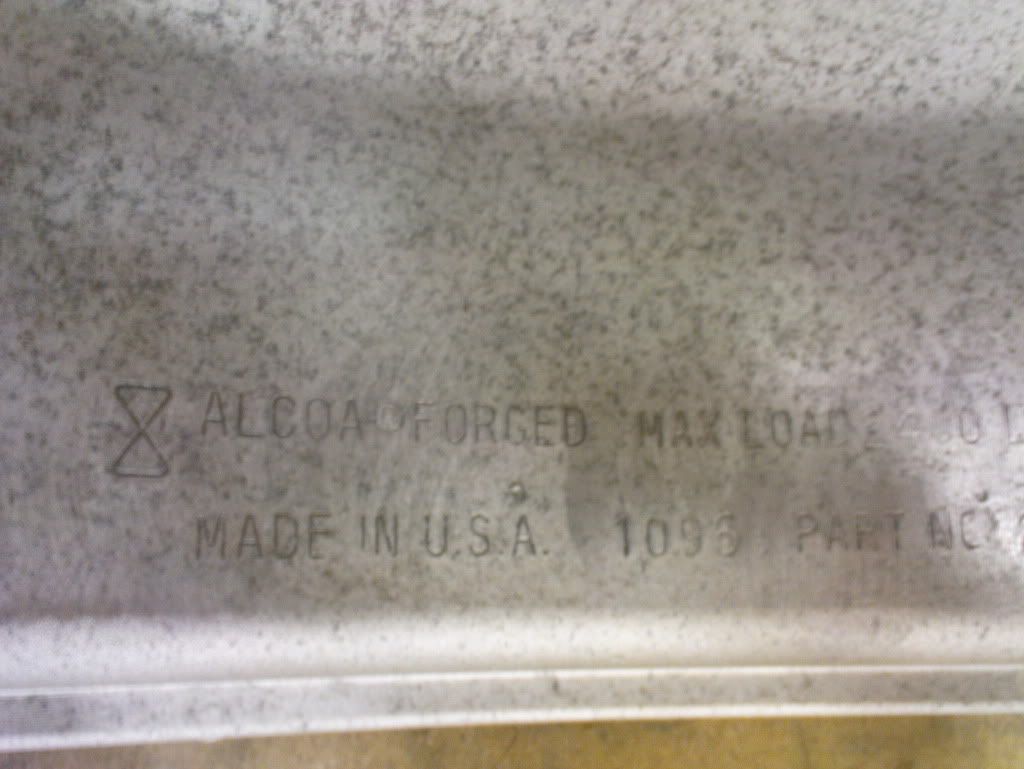 ALCOA FORGED MAX LOAD
MADE IN U.S.A. 1096 PART NO